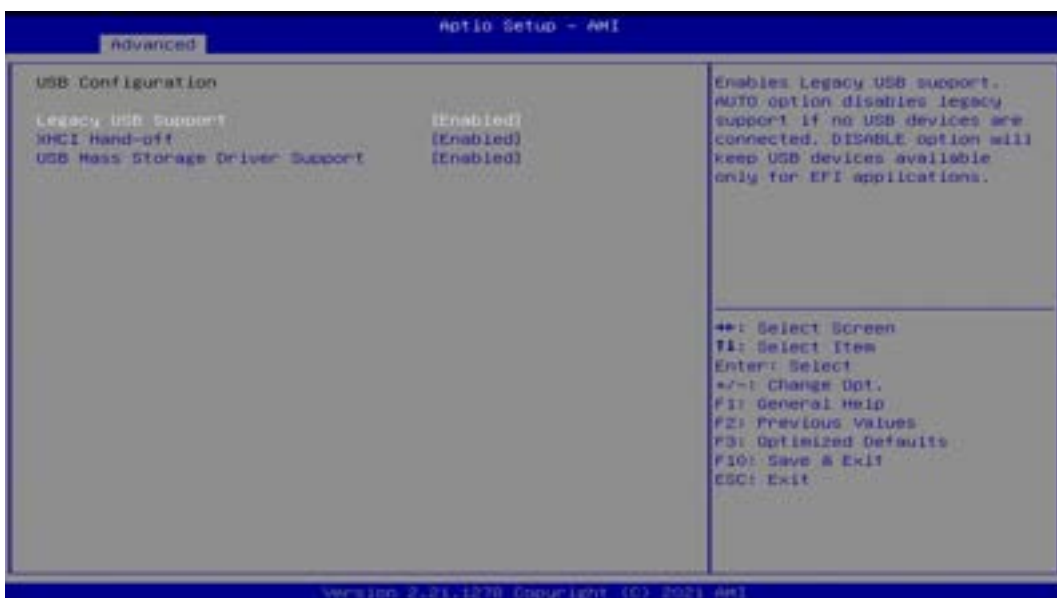 Aptio Setup - AMI
Advanced
USB Configuration
Legacy USB Support [Enabled]
XHCI Hand-off [Enabled]
USB Mass Storage Driver Support [Enabled]
Enables Legacy USB support.
AUTO option disables legacy
support if no USB devices are
connected. DISABLE option will
keep USB devices available
only for EFI applications.
→←: Select Screen
↑↓: Select Item
Enter: Select
+/-: Change Opt.
F1: General Help
F2: Previous Values
F3: Optimized Defaults
F10: Save & Exit
ESC: Exit
Version 2.21.1278 Copyright (C) 2021 AMI